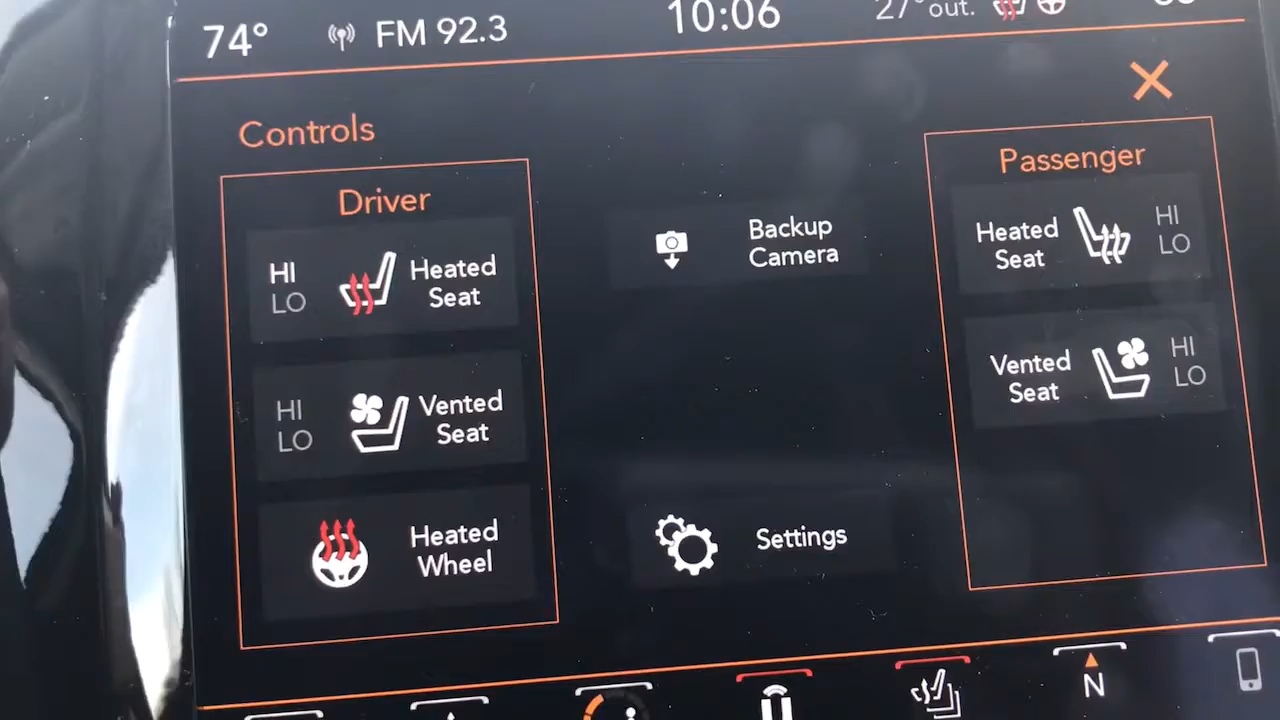 74° FM 92.3 10:06 27° out.
Controls
Driver
HI
LO
Heated
Seat
HI
LO
Vented
Seat
Heated
Wheel
Backup
Camera
Settings
Passenger
Heated
Seat
HI
LO
Vented
Seat
HI
LO
N